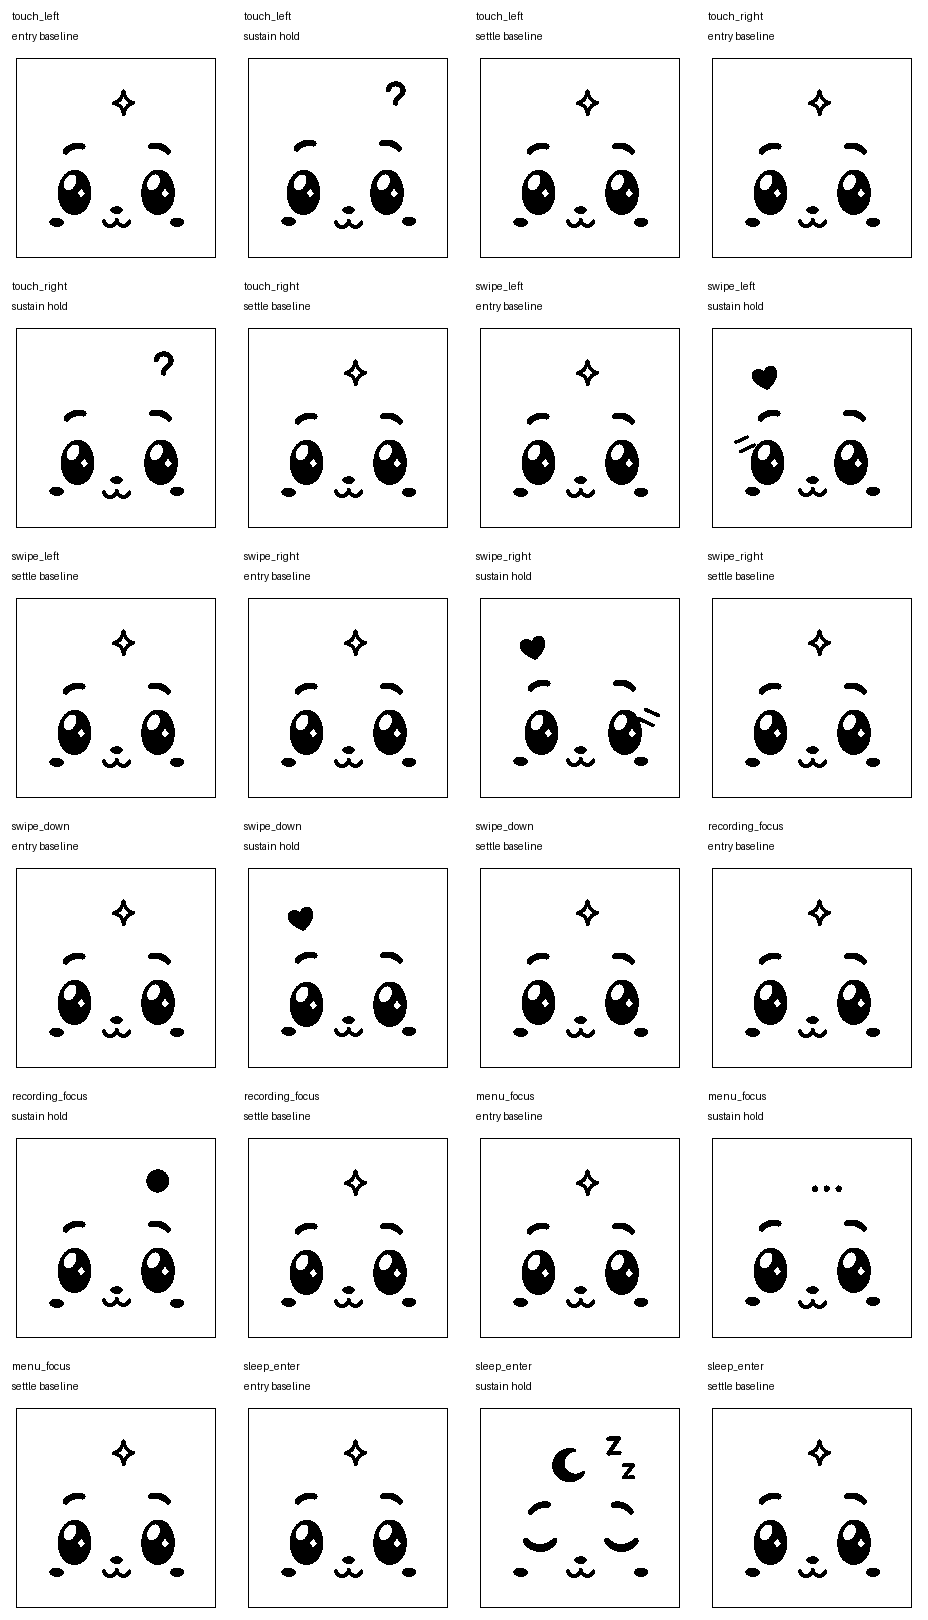 touch_left
entry baseline
touch_left
sustain hold
touch_left
settle baseline
touch_right
entry baseline
?
touch_right
sustain hold
touch_right
settle baseline
swipe_left
entry baseline
swipe_left
sustain hold
?
swipe_left
settle baseline
swipe_right
entry baseline
swipe_right
sustain hold
swipe_right
settle baseline
swipe_down
entry baseline
swipe_down
sustain hold
swipe_down
settle baseline
recording_focus
entry baseline
recording_focus
sustain hold
recording_focus
settle baseline
menu_focus
entry baseline
menu_focus
sustain hold
...
menu_focus
settle baseline
sleep_enter
entry baseline
sleep_enter
sustain hold
sleep_enter
settle baseline
z
z